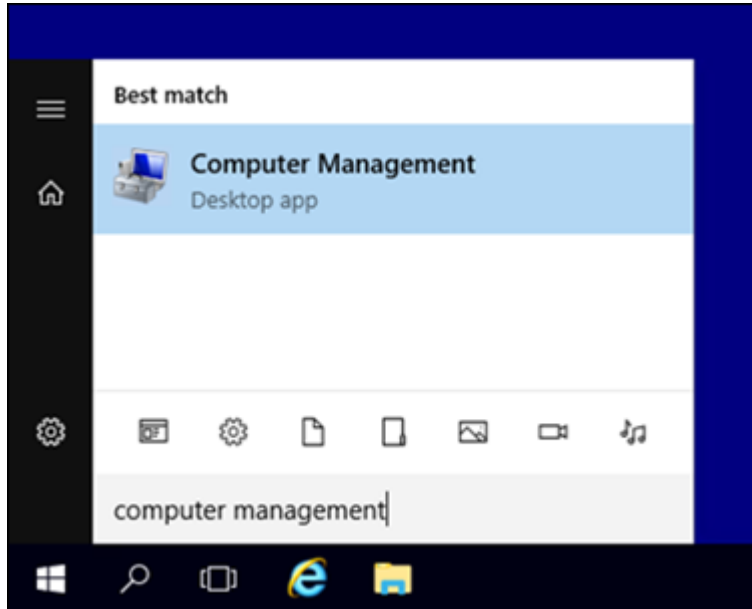 Best match
Computer Management
Desktop app
computer management